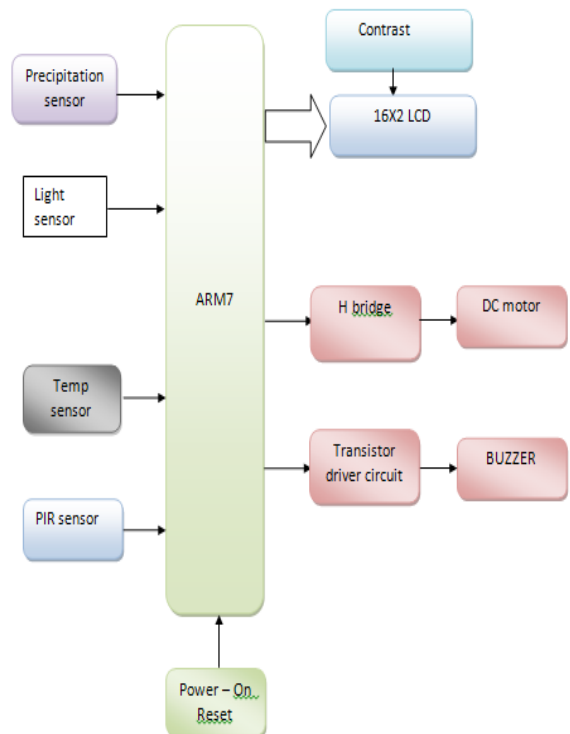 Contrast
Precipitation
sensor
16X2 LCD
Light
sensor
ARM7
H bridge
DC motor
Temp
sensor
Transistor
driver circuit
BUZZER
PIR sensor
Power – On
Reset